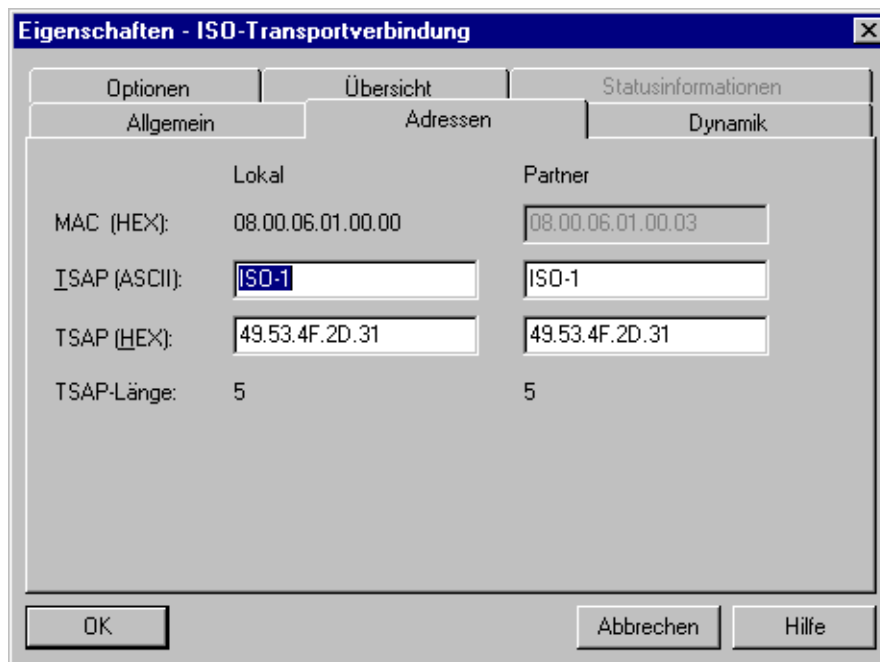 Eigenschaften - ISO-Transportverbindung
Optionen Übersicht Statusinformationen
Allgemein Adressen Dynamik
Lokal Partner
MAC (HEX): 08.00.06.01.00.00 08.00.06.01.00.03
TSAP (ASCII): ISO-1 ISO-1
TSAP (HEX): 49.53.4F.2D.31 49.53.4F.2D.31
TSAP-Länge: 5 5
OK Abbrechen Hilfe